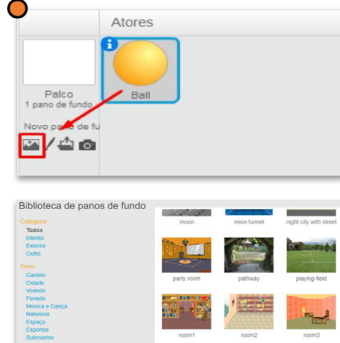 Atores
Palco
1 pano de fundo
Ball
Novo pano de fu
Biblioteca de panos de fundo
Categoria
Todos
Interior
Exterior
Outro
Tema
Castelo
Cidade
Voando
Feriado
Música e Dança
Natureza
Espaço
Esportes
Submarino
moon
neon tunnel
night city with street
party room
pathway
playing-field
room1
room2
room3